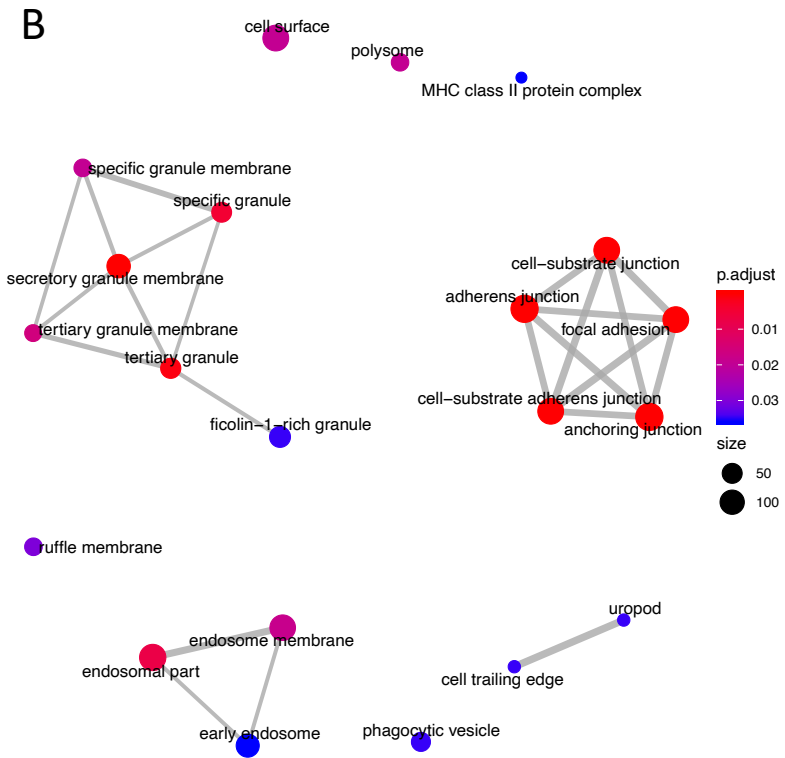 B
cell surface
polysome
MHC class II protein complex
specific granule membrane
specific granule
secretory granule membrane
tertiary granule membrane
tertiary granule
ficolin−1−rich granule
cell−substrate junction
adherens junction
focal adhesion
cell−substrate adherens junction
anchoring junction
p.adjust
0.01
0.02
0.03
size
50
100
ruffle membrane
endosome membrane
endosomal part
early endosome
uropod
cell trailing edge
phagocytic vesicle